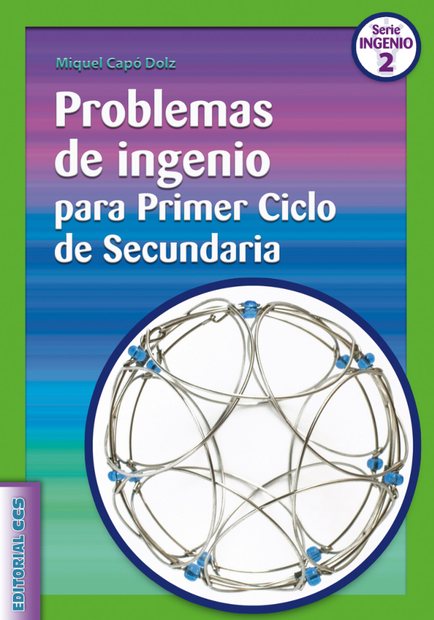 Serie
INGENIO
2
Miquel Capó Dolz
Problemas
de ingenio
para Primer Ciclo
de Secundaria
EDITORIAL CCS